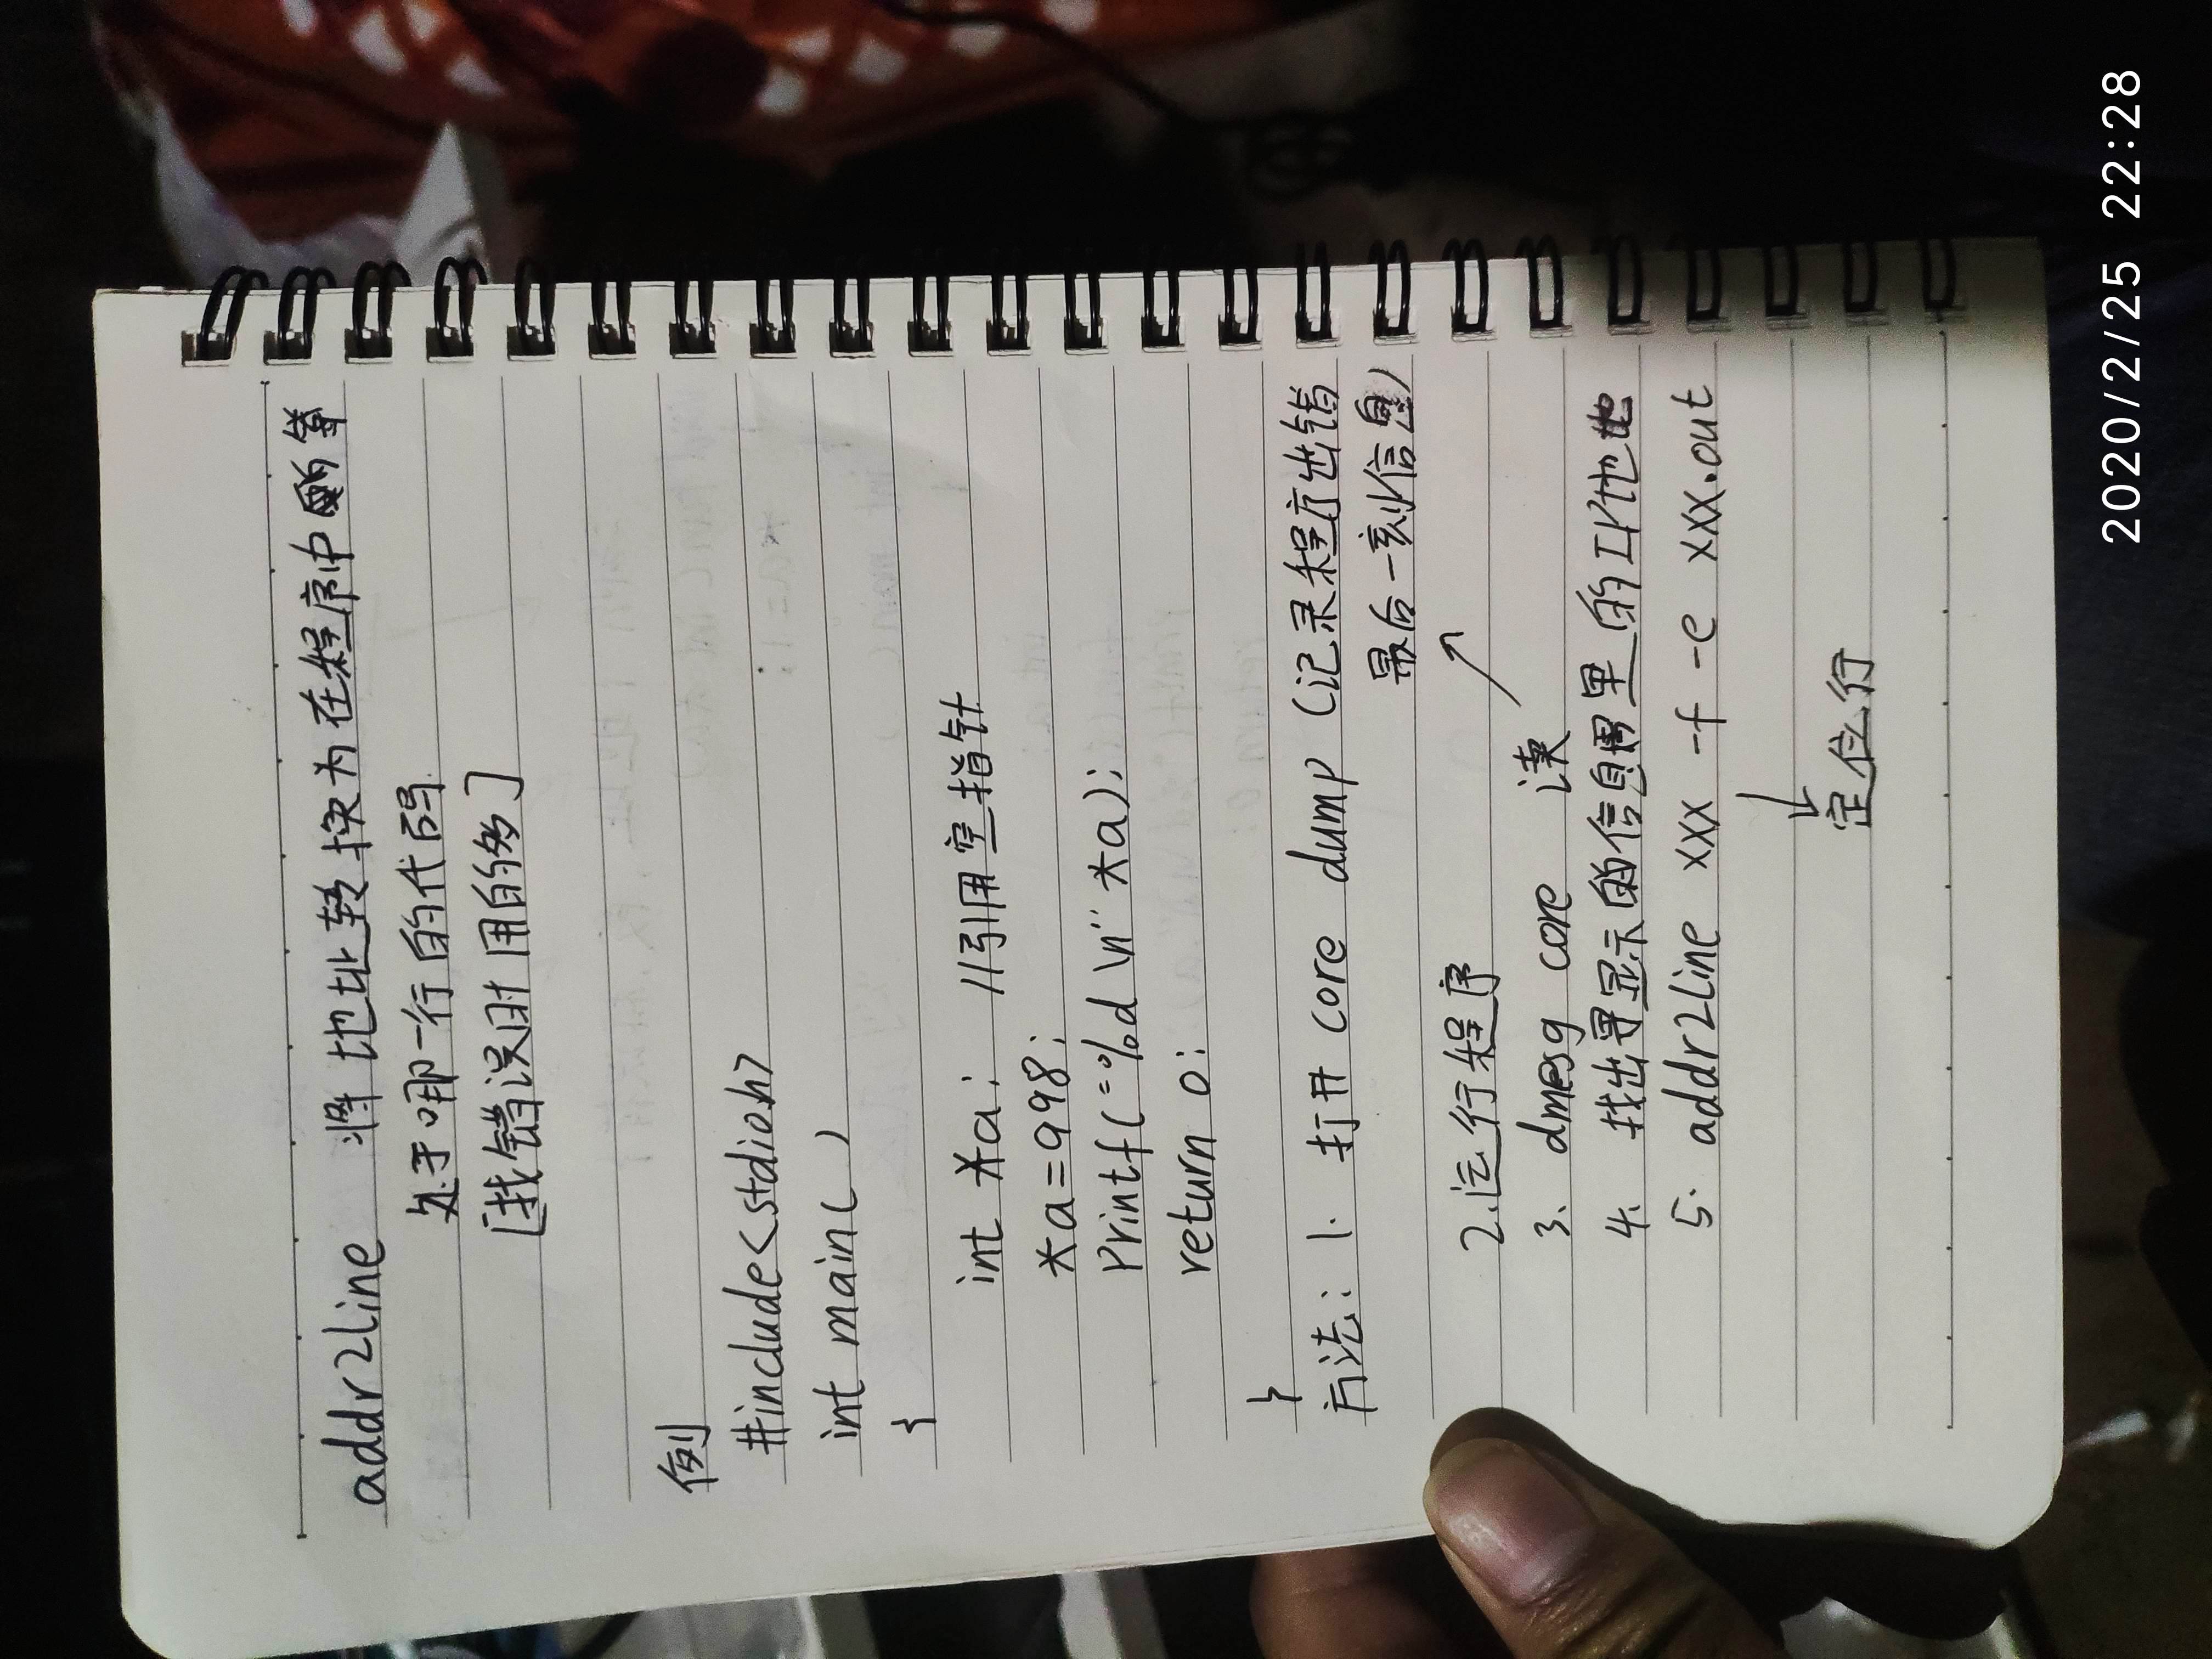 addr2line 将地址转换为在程序中的
处于哪一行的代码.
[找错误时用的多]
例
#include<stdio.h>
int main( )
{
int *a; //引用空指针
*a=998;
Printf("%d \n" *a);
return 0;
}
方法: 1. 打开 core dump (记录程序出错
最后一刻信息)
2.运行程序
3. dmesg core 读
4. 找出显示的信息里的IP地
5. addr2line xxx -f -e xxx.out
定位行
2020/2/25 22:28